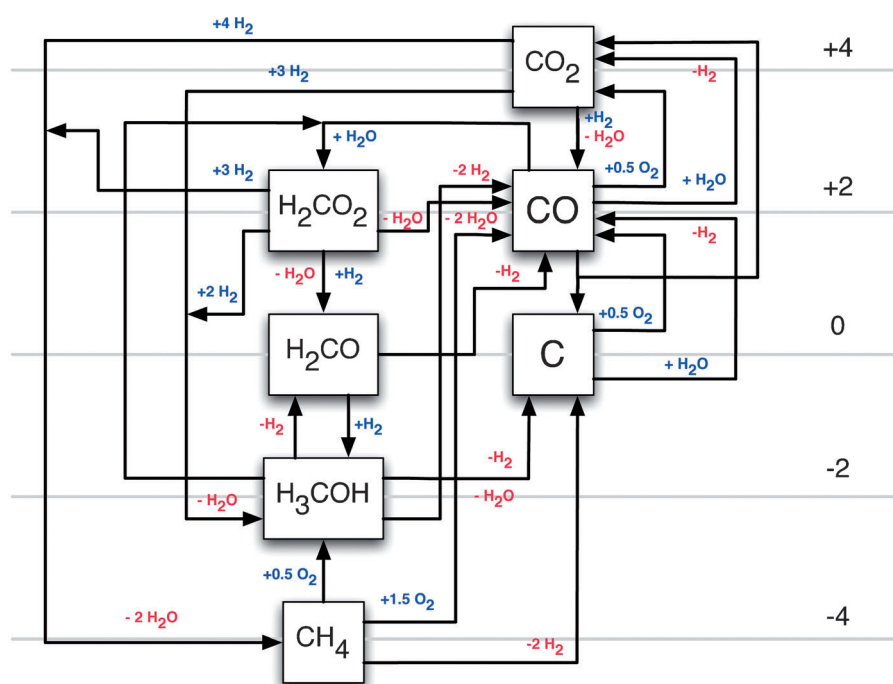 +4 H2
CO2
+4
+3 H2
-H2
+H2
- H2O
+ H2O
+3 H2
-2 H2
+0.5 O2
+ H2O
+2
H2CO2
CO
- H2O
- 2 H2O
-H2
- H2O
+H2
-H2
+2 H2
+0.5 O2
0
H2CO
C
+ H2O
-H2
+H2
-H2
-2
H3COH
- H2O
- H2O
+0.5 O2
+1.5 O2
- 2 H2O
-4
CH4
-2 H2